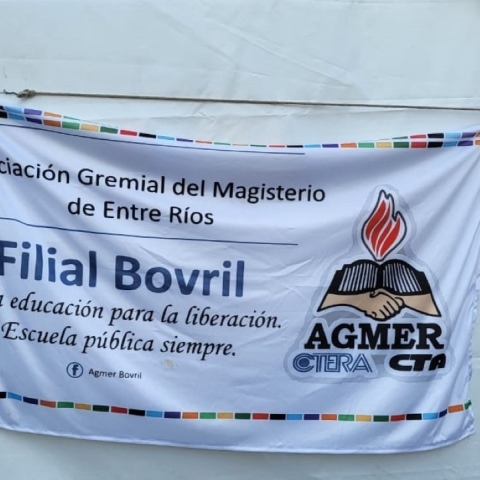 ciación Gremial del Magisterio
de Entre Ríos
Filial Bovril
educación para la liberación.
Escuela pública siempre.
Agmer Bovril
AGMER
CTERA CTA